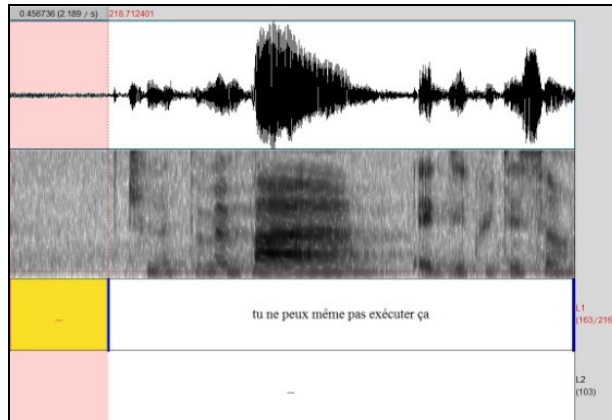 0.456736 (2.189 / s) 218.712401
_
tu ne peux même pas exécuter ça
L1
(163/216
_
L2
(103)